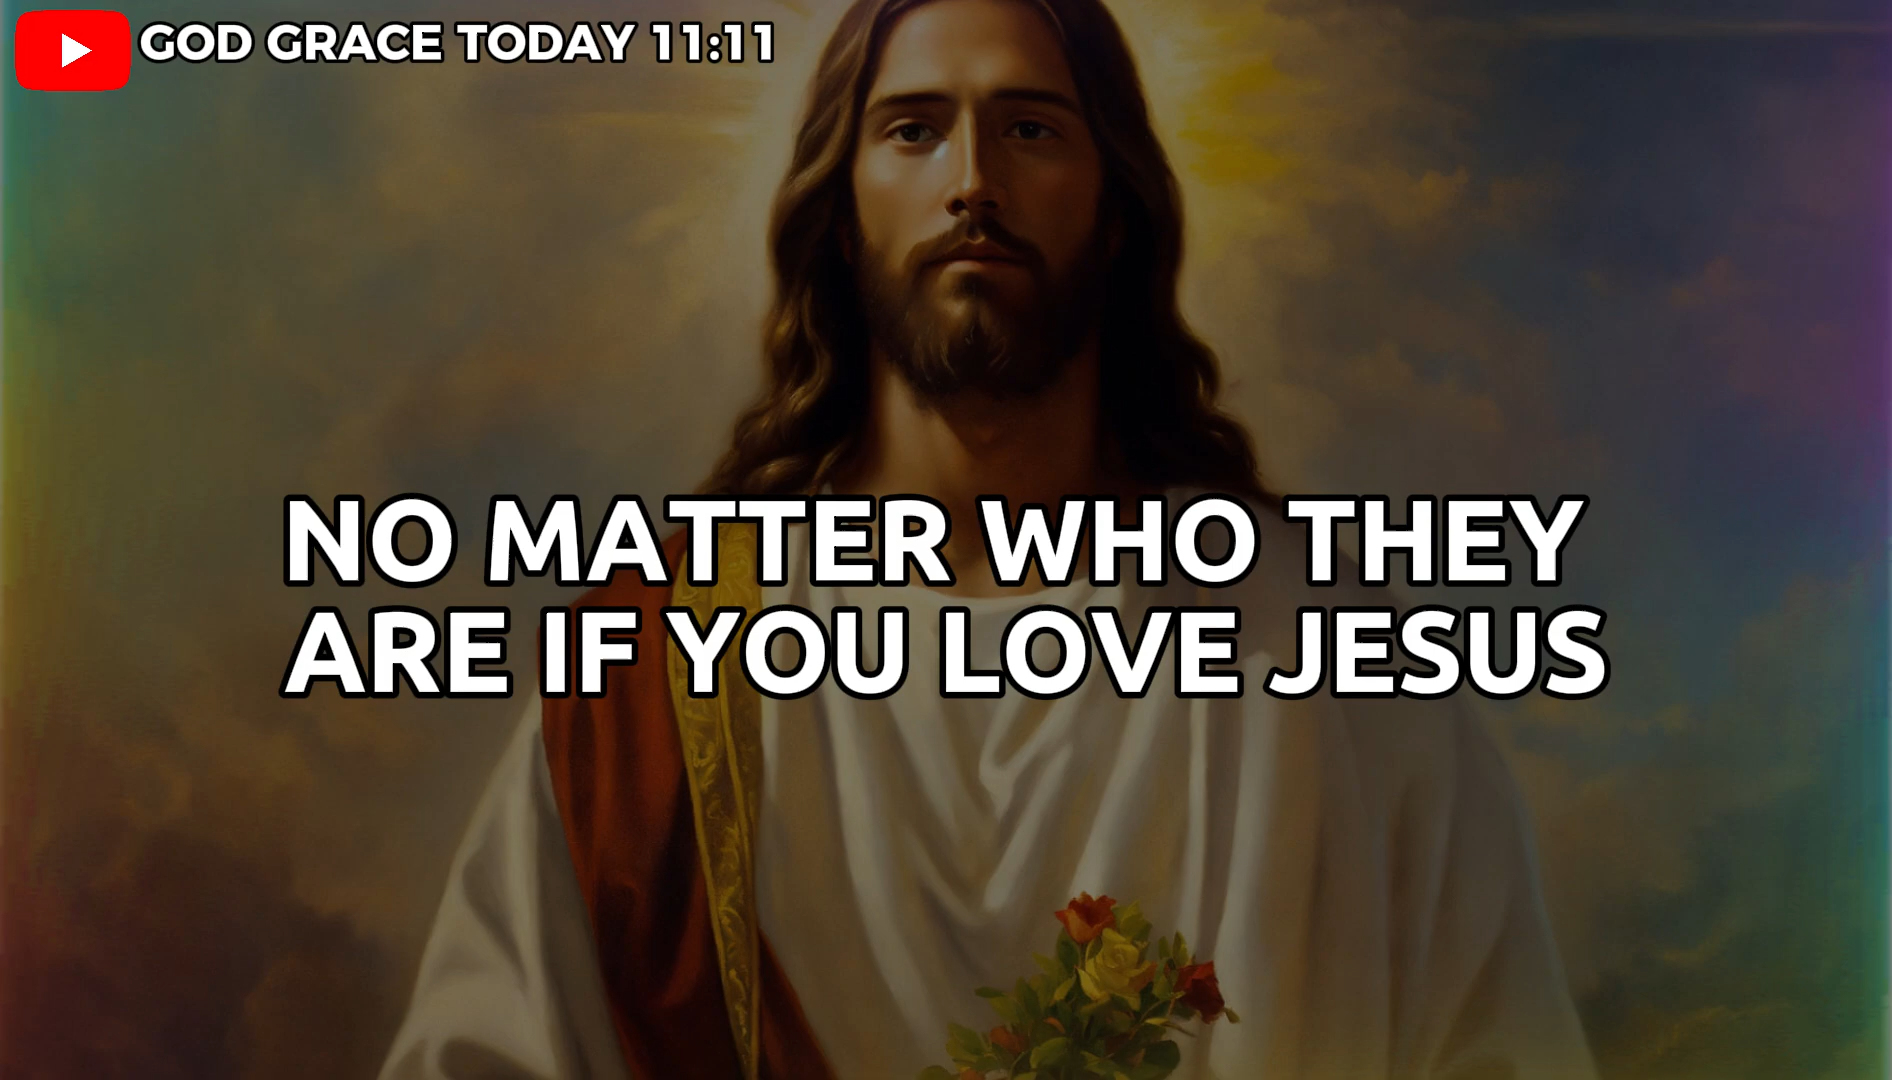 GOD GRACE TODAY 11:11
NO MATTER WHO THEY
ARE IF YOU LOVE JESUS